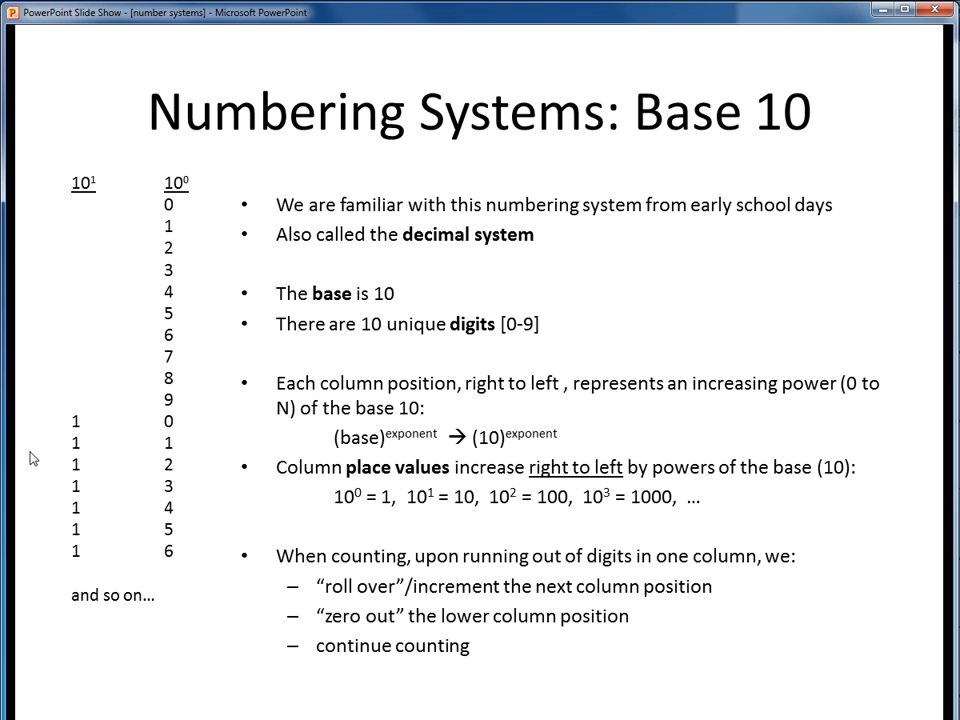 PowerPoint Slide Show - [number systems] - Microsoft PowerPoint
Numbering Systems: Base 10
10¹ 10⁰
0
1
2
3
4
5
6
7
8
9
1 0
1 1
1 2
1 3
1 4
1 5
1 6
and so on…
• We are familiar with this numbering system from early school days
• Also called the decimal system
• The base is 10
• There are 10 unique digits [0-9]
• Each column position, right to left , represents an increasing power (0 to
N) of the base 10:
(base)ᵉˣᵖᵒⁿᵉⁿᵗ → (10)ᵉˣᵖᵒⁿᵉⁿᵗ
• Column place values increase right to left by powers of the base (10):
10⁰ = 1, 10¹ = 10, 10² = 100, 10³ = 1000, …
• When counting, upon running out of digits in one column, we:
– “roll over”/increment the next column position
– “zero out” the lower column position
– continue counting